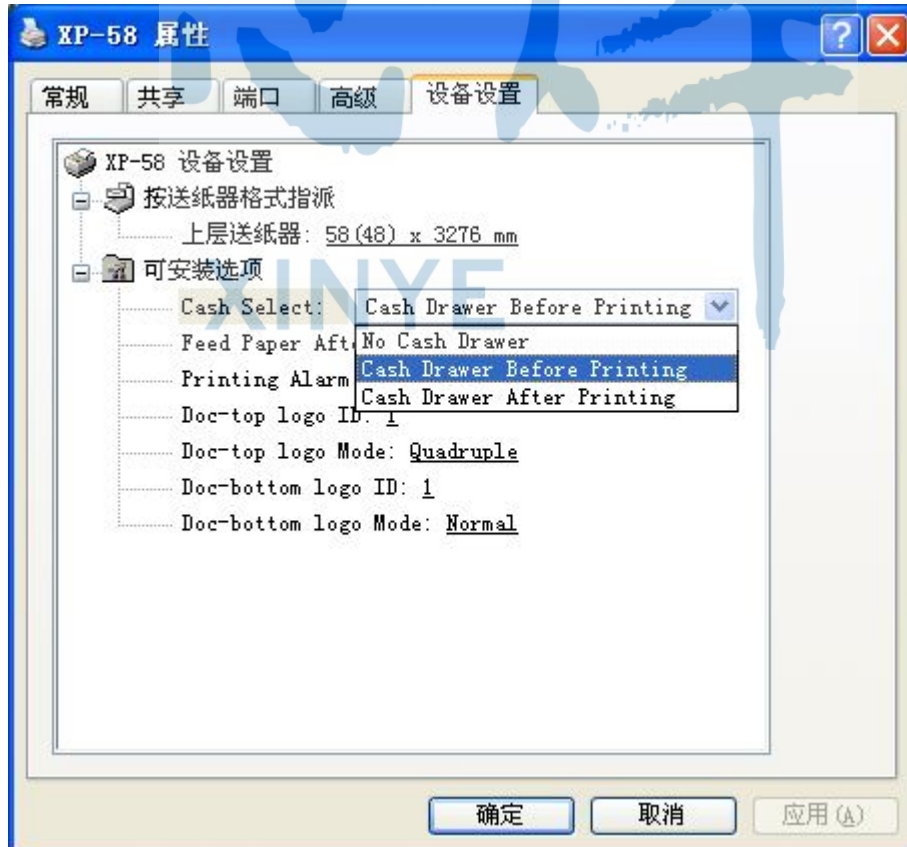 XP-58 属性
常规 共享 端口 高级 设备设置
XP-58 设备设置
按送纸器格式指派
上层送纸器: 58(48) x 3276 mm
可安装选项
XINYE
Cash Select: Cash Drawer Before Printing
Feed Paper Aft
No Cash Drawer
Printing Alarm
Cash Drawer Before Printing
Cash Drawer After Printing
Doc-top logo ID: 1
Doc-top logo Mode: Quadruple
Doc-bottom logo ID: 1
Doc-bottom logo Mode: Normal
确定 取消 应用(A)